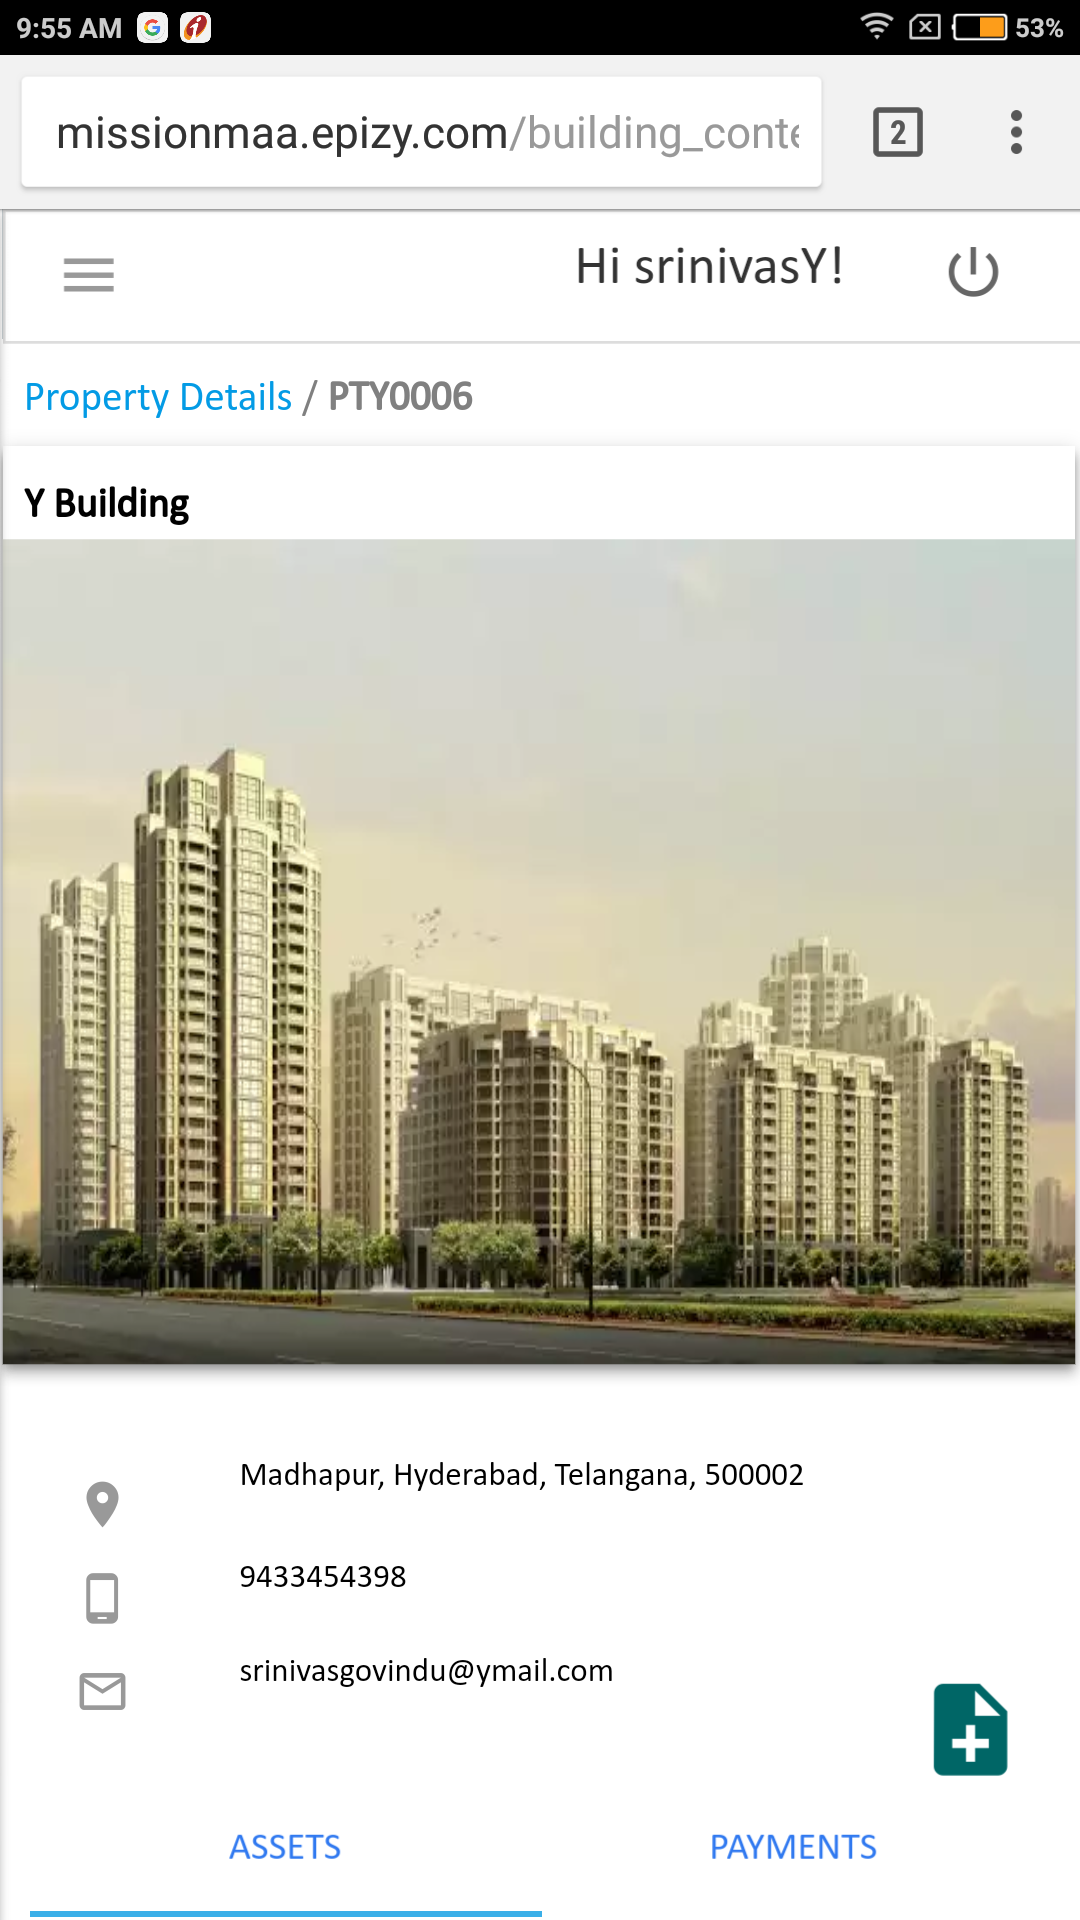 9:55 AM G i 53%
missionmaa.epizy.com/building_conte
2
Hi srinivasY!
Property Details / PTY0006
Y Building
Madhapur, Hyderabad, Telangana, 500002
9433454398
srinivasgovindu@ymail.com
ASSETS PAYMENTS